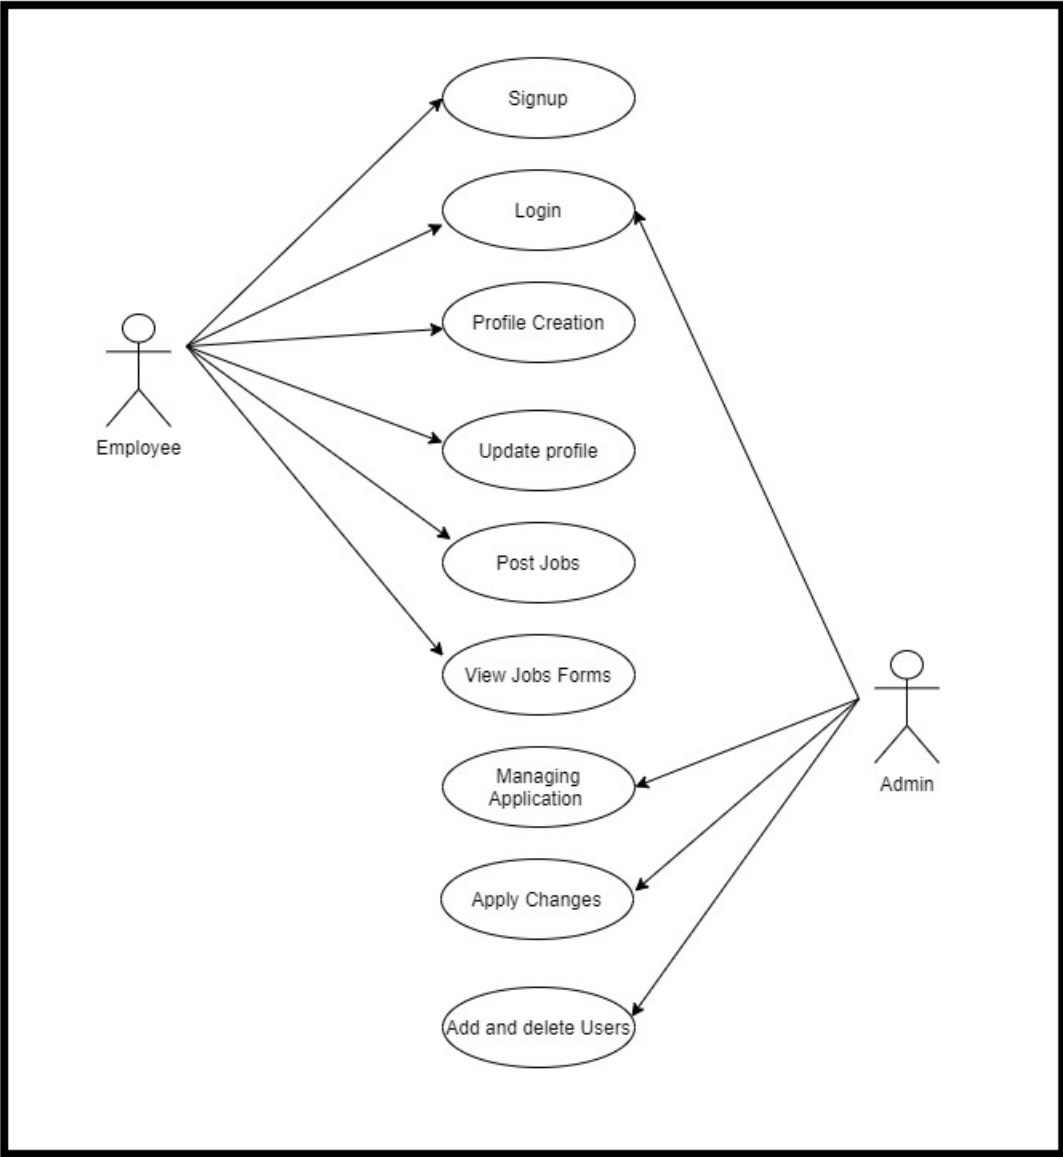 Signup
Login
Profile Creation
Employee
Update profile
Post Jobs
View Jobs Forms
Managing
Application
Admin
Apply Changes
Add and delete Users